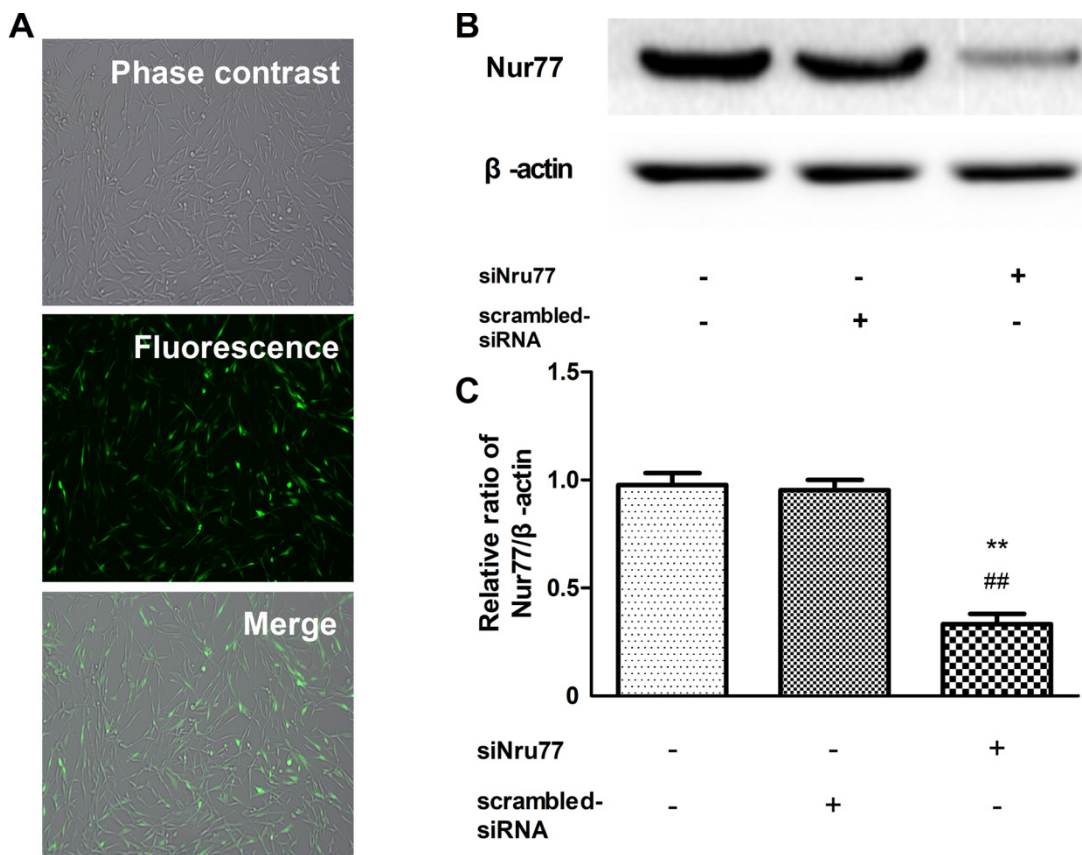 A
Phase contrast
Fluorescence
Merge
B
Nur77
β -actin
siNru77 - - +
scrambled- - + -
siRNA
C
Relative ratio of
Nur77/β -actin
1.5
1.0
0.5
0
**
##
siNru77 - - +
scrambled- - + -
siRNA